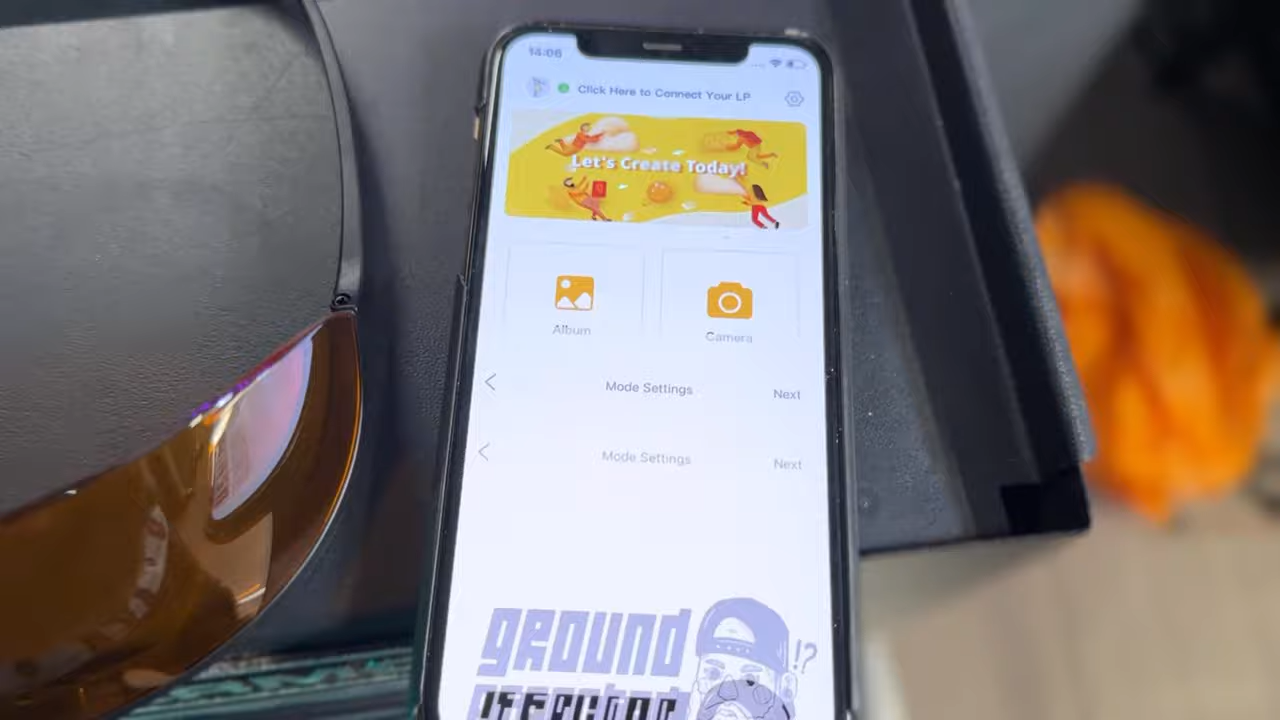 14:06
Click Here to Connect Your LP
Let's Create Today!
Album
Camera
Mode Settings
Next
Mode Settings
Next
ground
!?